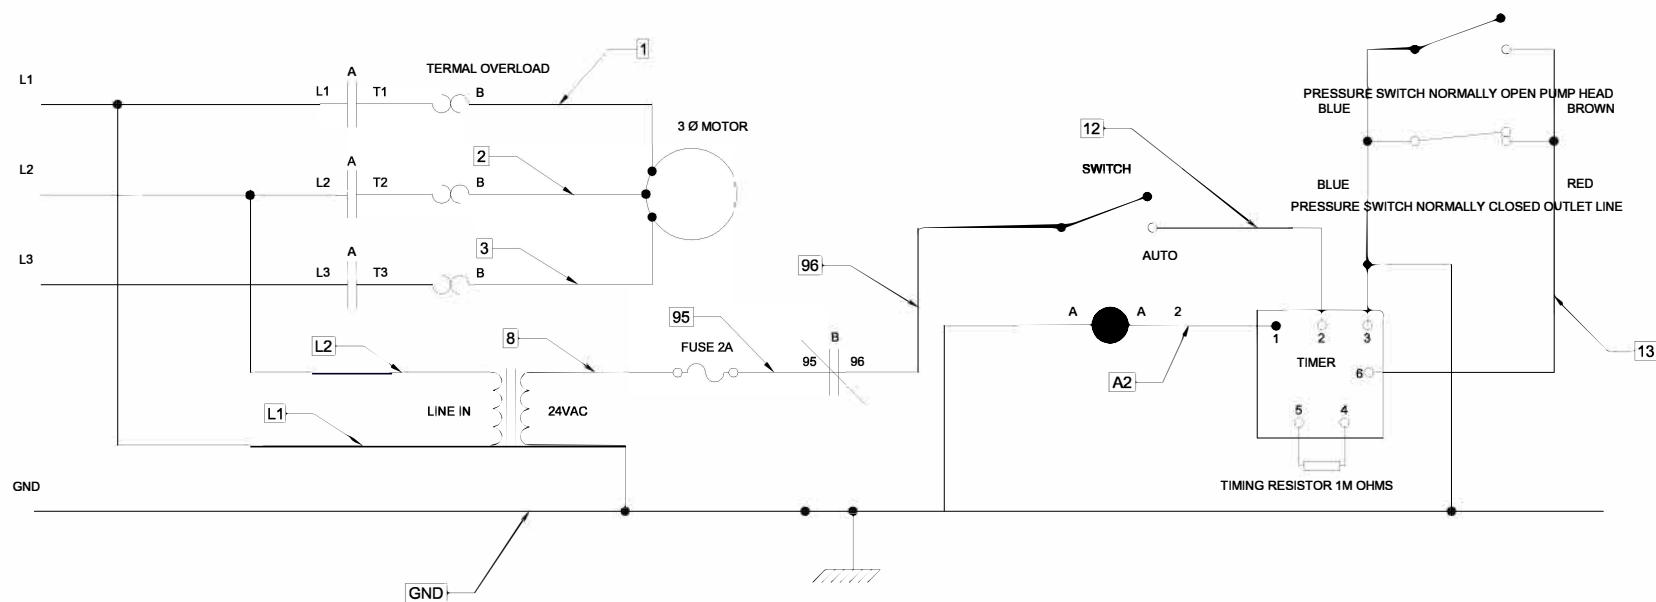 1
A
TERMAL OVERLOAD
L1
L1
T1
B
PRESSURE SWITCH NORMALLY OPEN PUMP HEAD
BLUE
BROWN
3 Ø MOTOR
12
A
2
L2
L2
T2
B
SWITCH
BLUE
RED
PRESSURE SWITCH NORMALLY CLOSED OUTLET LINE
A
3
L3
L3
T3
B
AUTO
96
95
A
A
2
1
2
3
L2
8
FUSE 2A
B
95
96
TIMER
13
6
A2
L1
LINE IN
24VAC
5
4
GND
TIMING RESISTOR 1M OHMS
GND